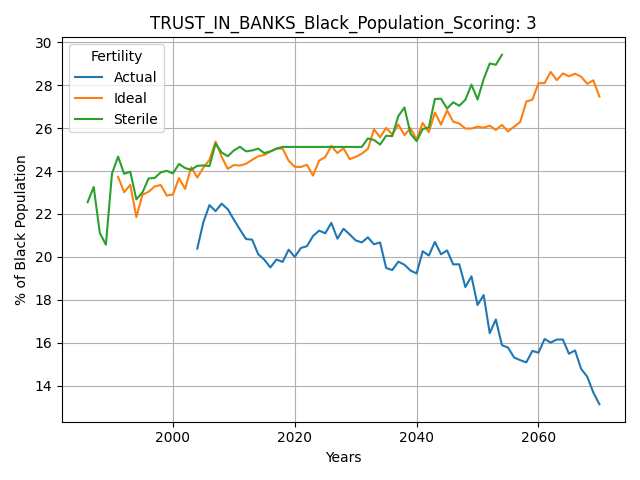 TRUST_IN_BANKS_Black_Population_Scoring: 3
30
28
26
24
22
20
18
16
14
% of Black Population
Fertility
Actual
Ideal
Sterile
2000
2020
2040
2060
Years